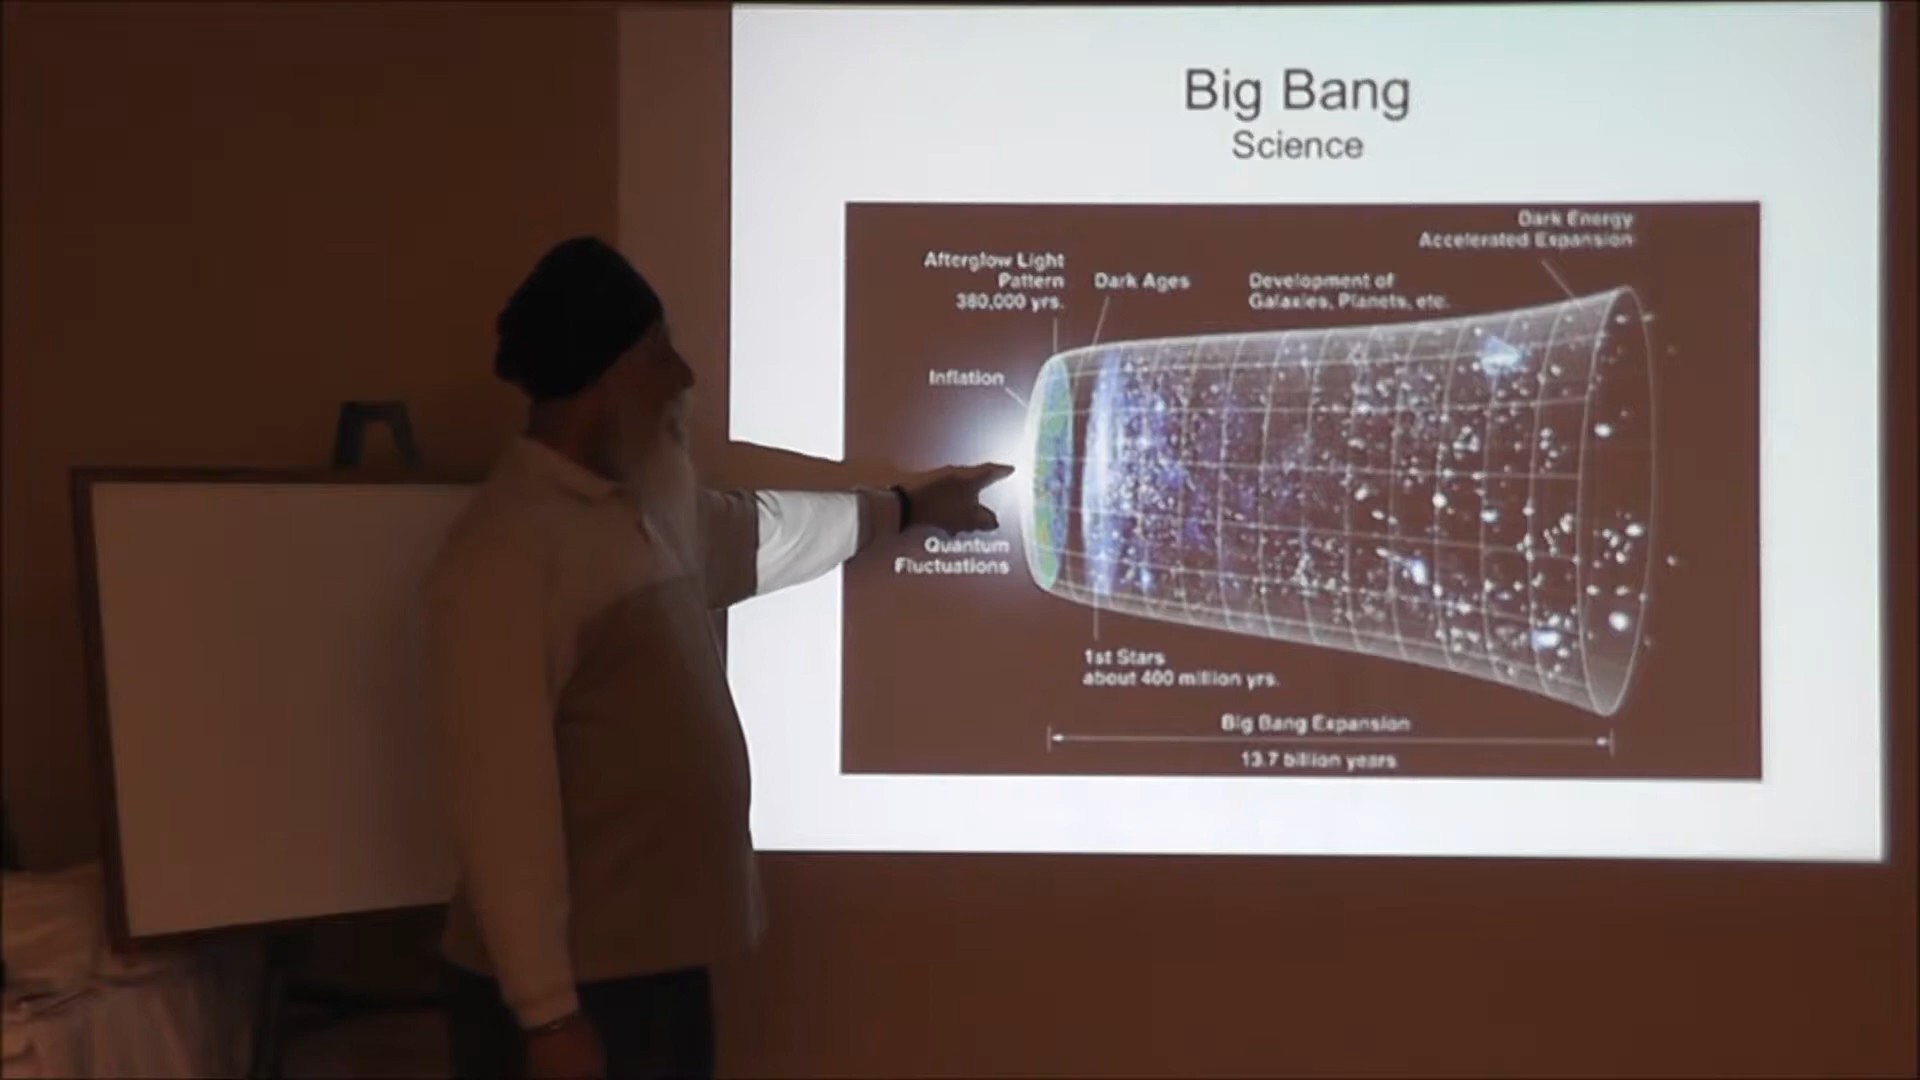 Big Bang
Science
Dark Energy
Accelerated Expansion
Afterglow Light
Pattern
380,000 yrs.
Dark Ages
Development of
Galaxies, Planets, etc.
Inflation
Quantum
Fluctuations
1st Stars
about 400 million yrs.
Big Bang Expansion
13.7 billion years